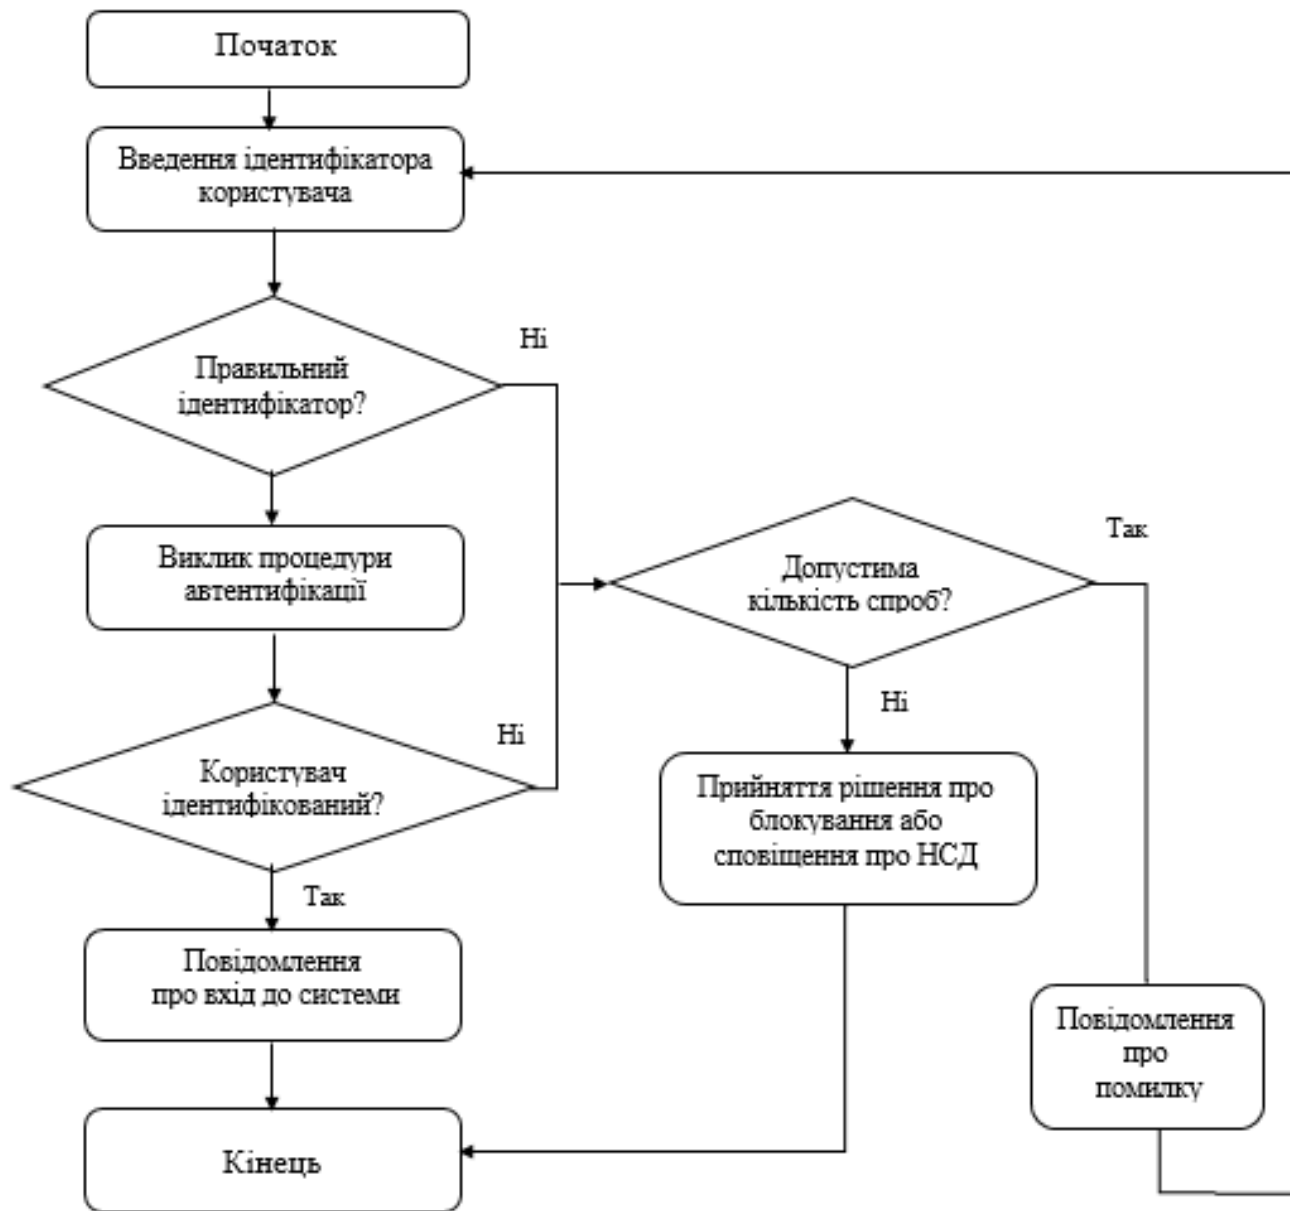 Початок
Введення ідентифікатора
користувача
Ні
Правильний
ідентифікатор?
Виклик процедури
автентифікації
Так
Допустима
кількість спроб?
Ні
Ні
Користувач
ідентифікований?
Прийняття рішення про
блокування або
сповіщення про НСД
Так
Повідомлення
про вхід до системи
Повідомлення
про
помилку
Кінець